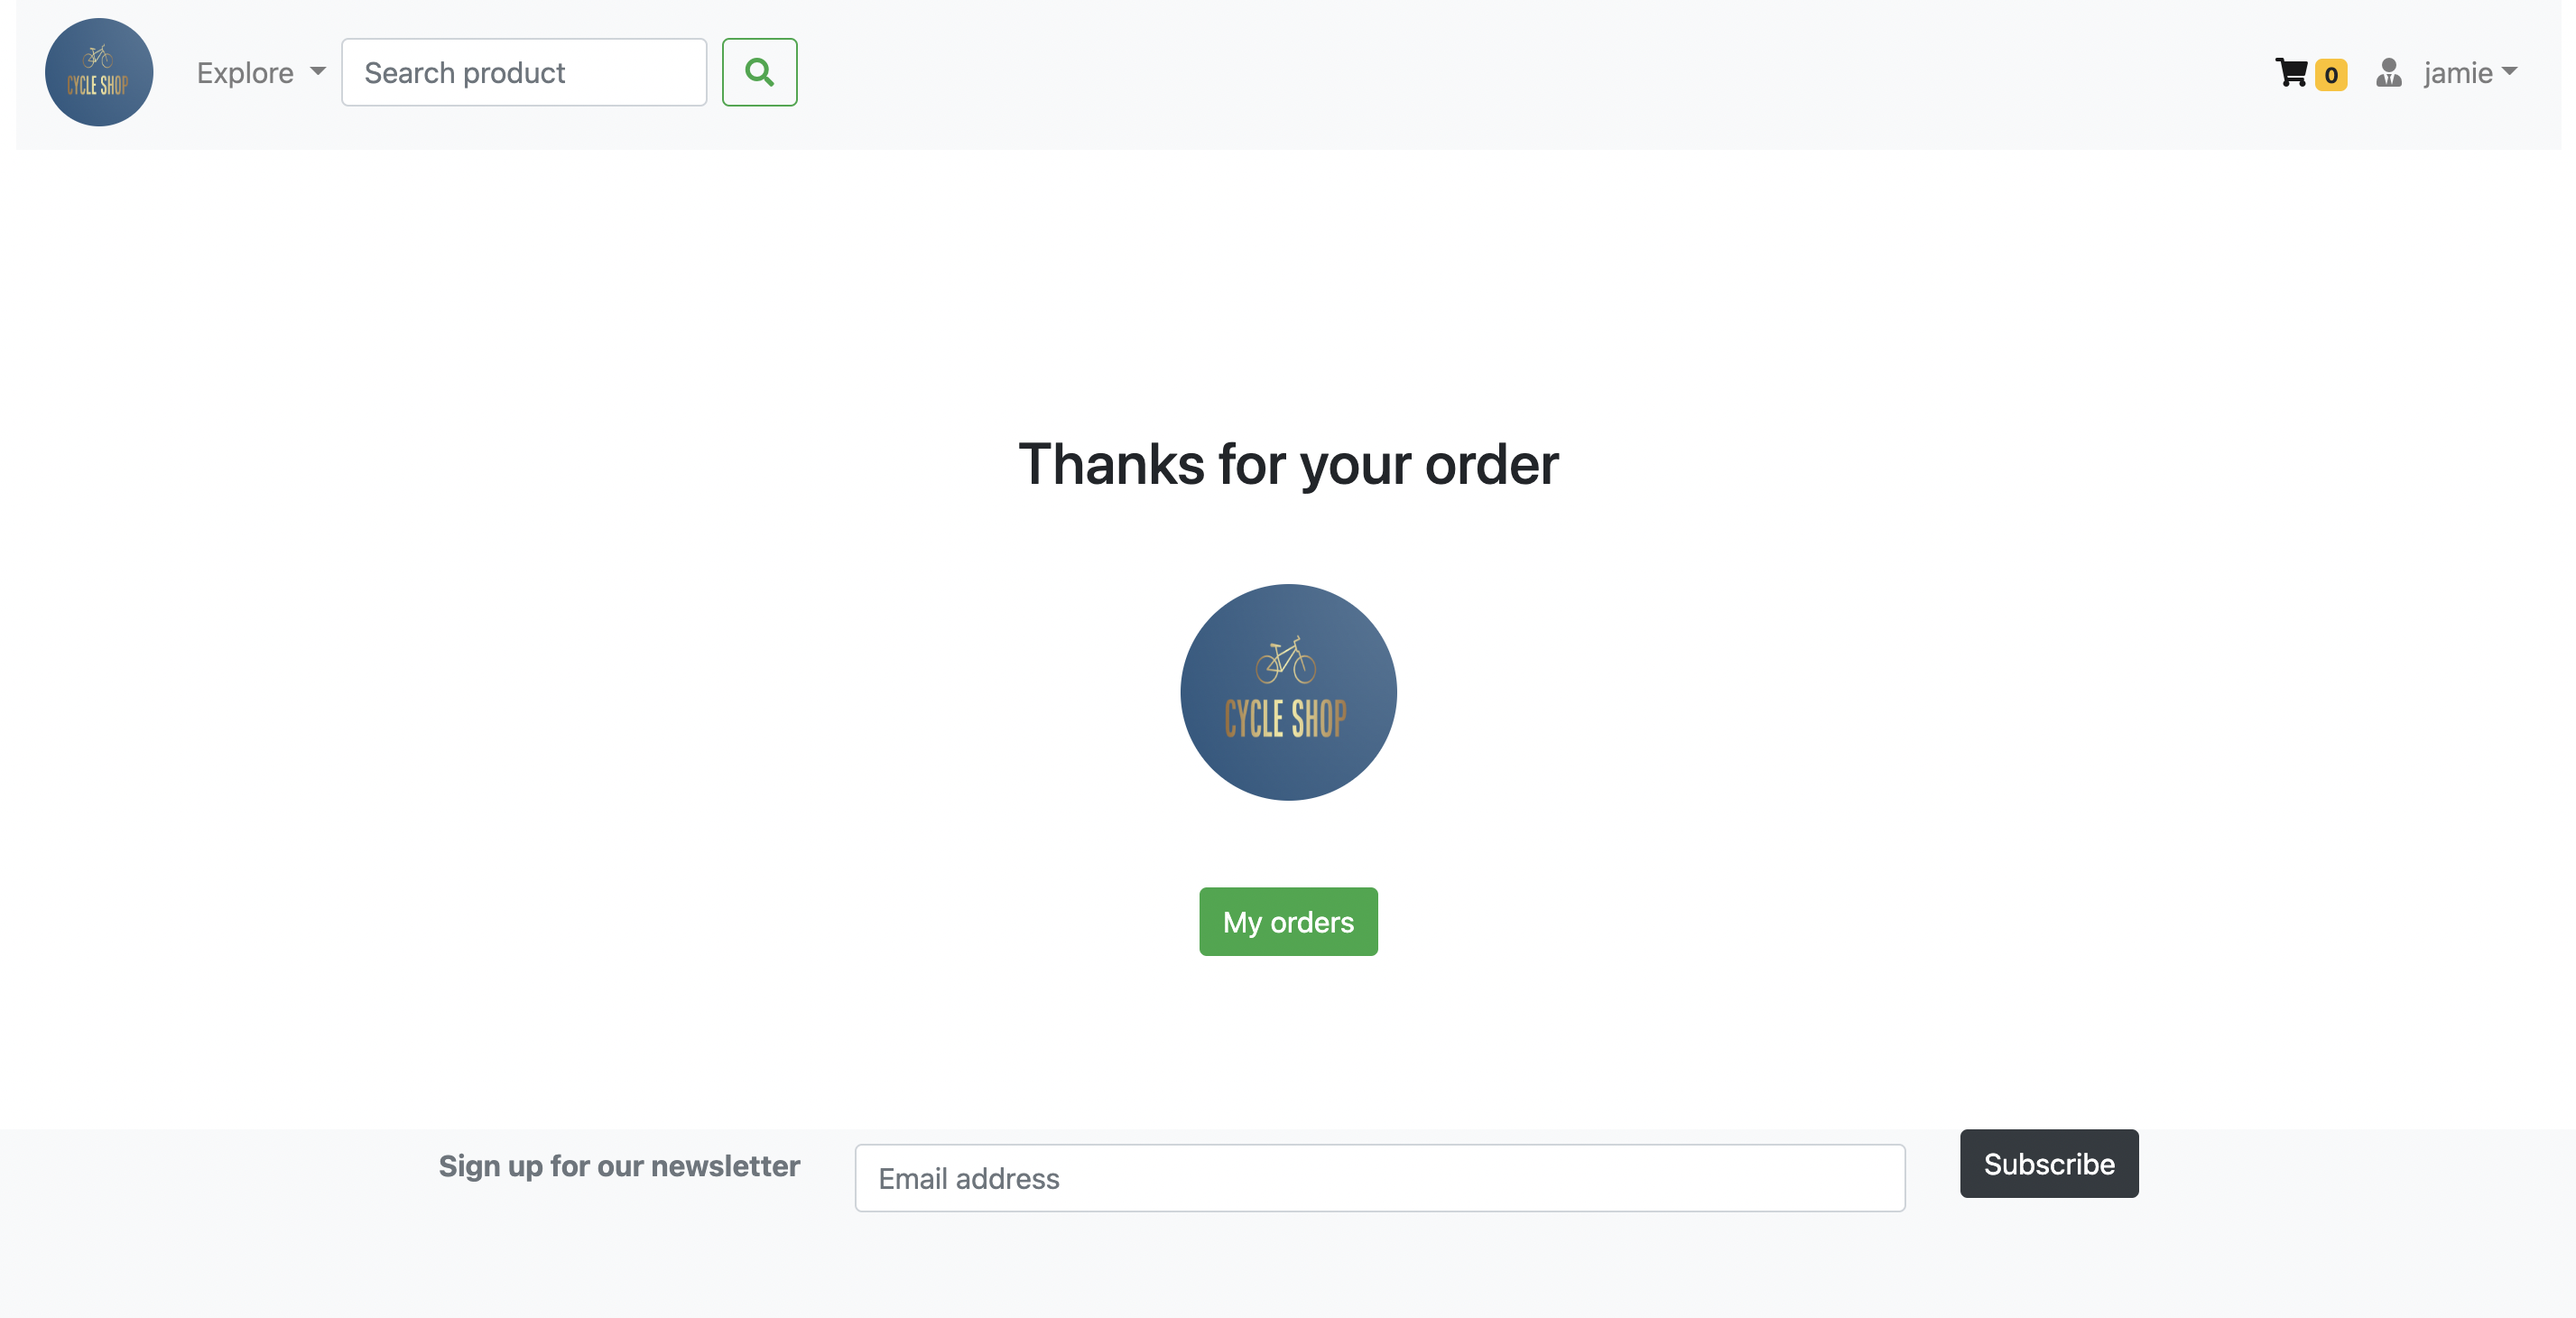 CYCLE SHOP
Explore
Search product
0
jamie
Thanks for your order
CYCLE SHOP
My orders
Sign up for our newsletter
Email address
Subscribe